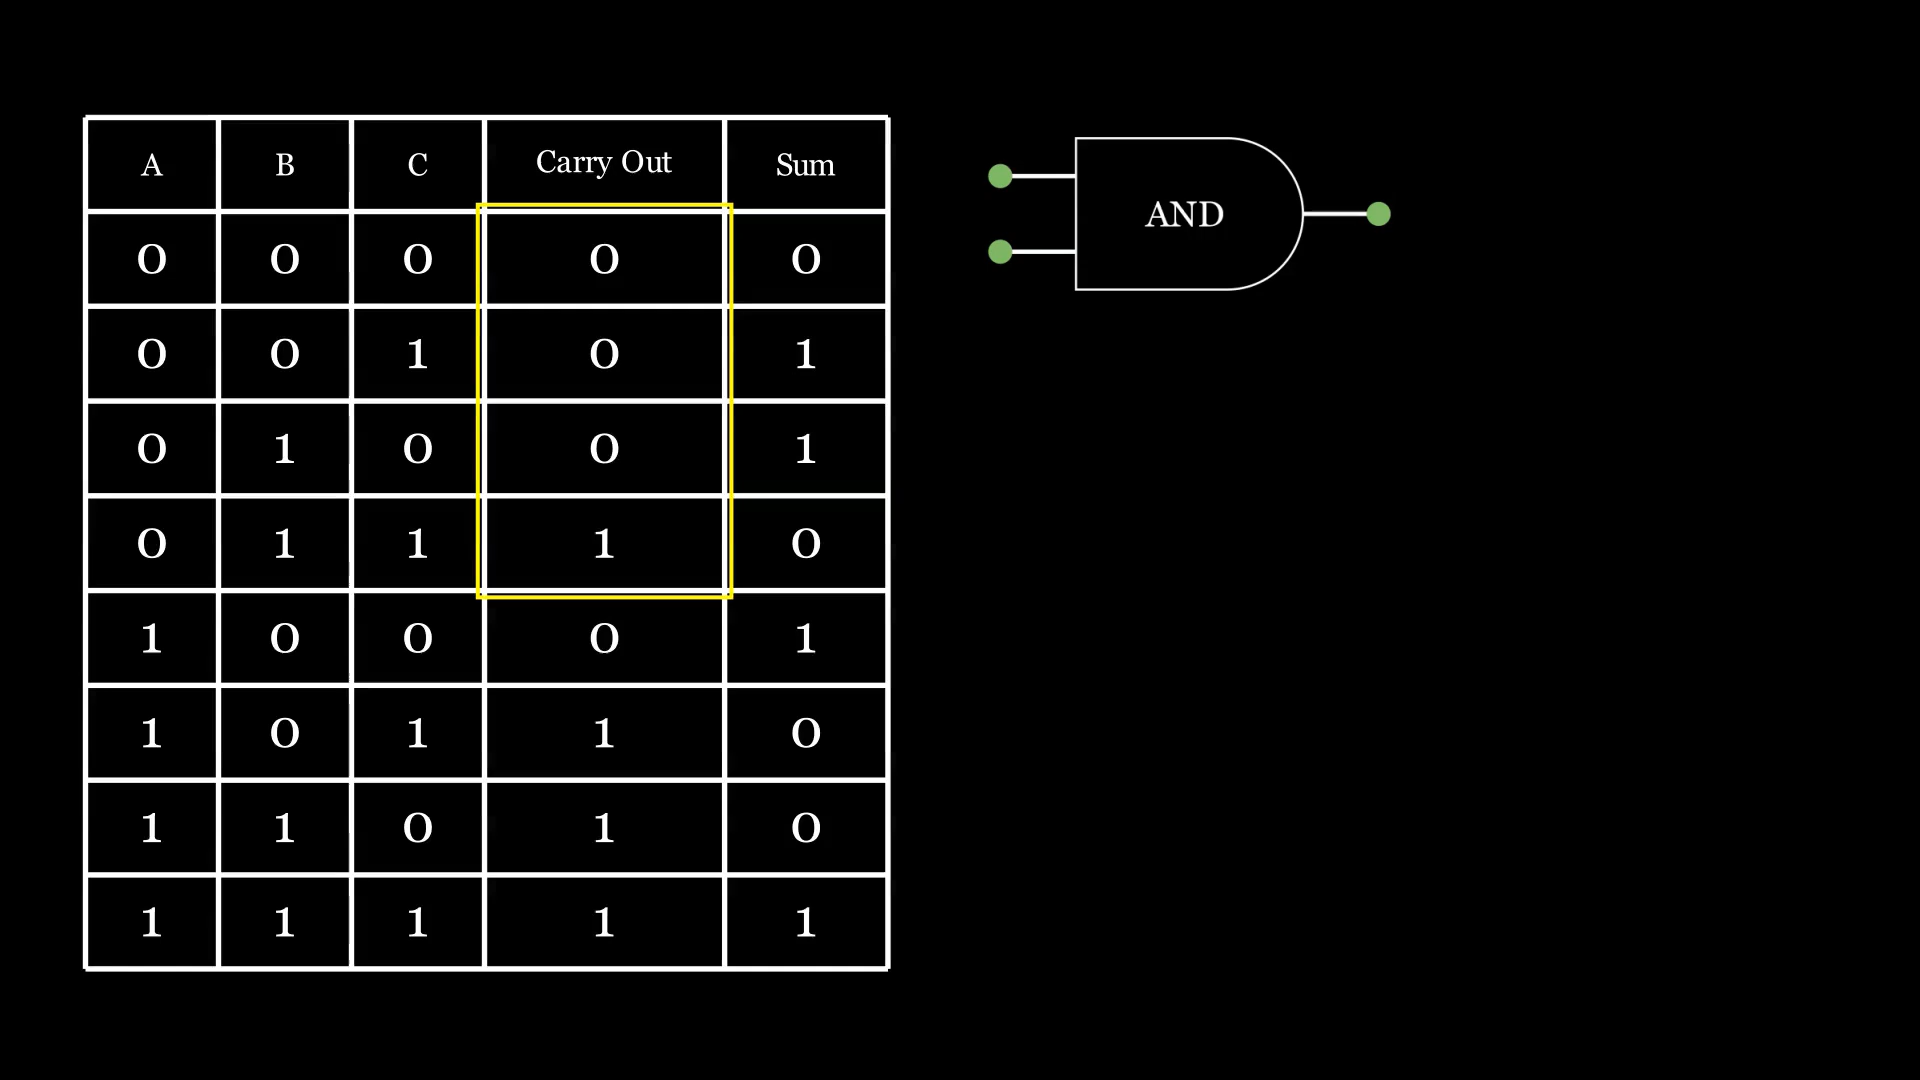 A B C Carry Out Sum
0 0 0 0 0
0 0 1 0 1
0 1 0 0 1
0 1 1 1 0
1 0 0 0 1
1 0 1 1 0
1 1 0 1 0
1 1 1 1 1
AND